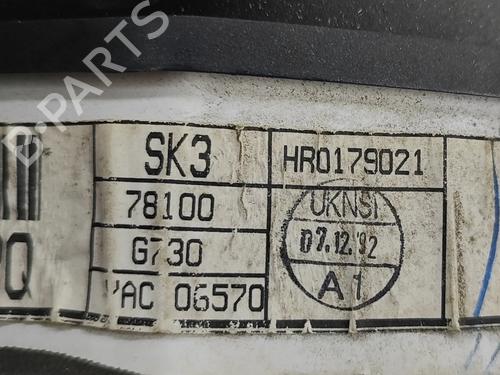 SK3
HR0179021
78100
G730
'AC 06570
UKNSI
07.12.'92
A1
Q
B-PARTS